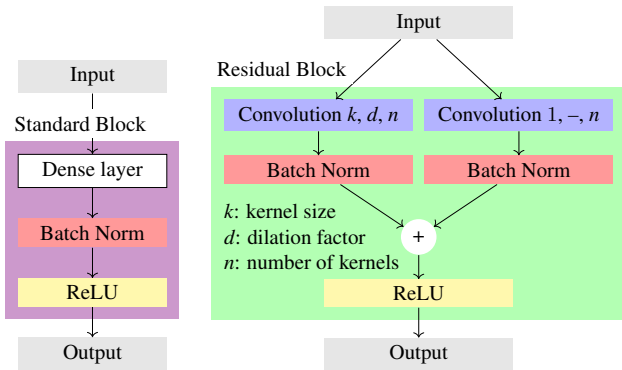 Input
Standard Block
Dense layer
Batch Norm
ReLU
Output
Input
Residual Block
Convolution k, d, n
Convolution 1, –, n
Batch Norm
Batch Norm
k: kernel size
d: dilation factor
n: number of kernels
+
ReLU
Output